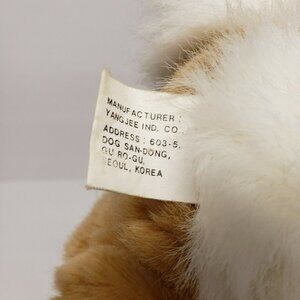 MANUFACTURER :
YANGJEE IND. CO.,
ADDRESS : 603-5,
DOG SAN-DONG,
GU RO-GU,
SEOUL, KOREA